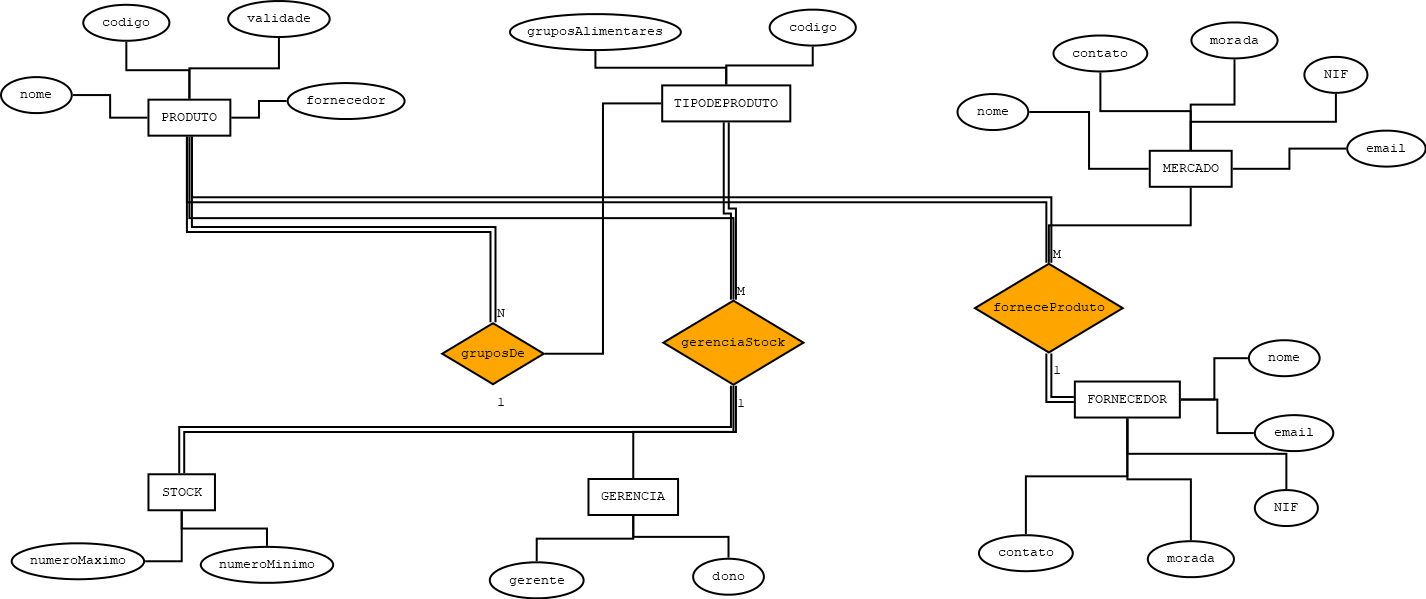 codigo
validade
gruposAlimentares
codigo
contato
morada
nome
fornecedor
NIF
PRODUTO
TIPODEPRODUTO
nome
email
MERCADO
M
M
N
forneceProduto
gruposDe
gerenciaStock
1
1
1
nome
FORNECEDOR
email
STOCK
GERENCIA
NIF
numeroMaximo
numeroMinimo
gerente
dono
contato
morada